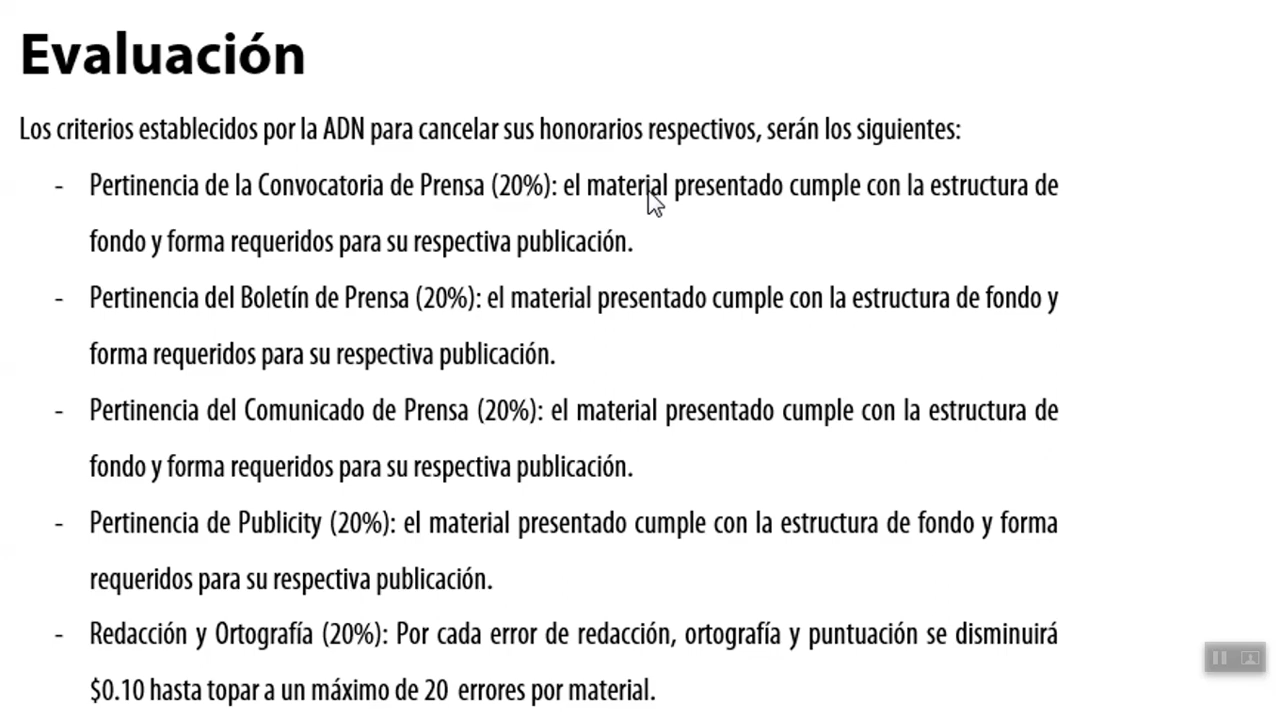 Evaluación
Los criterios establecidos por la ADN para cancelar sus honorarios respectivos, serán los siguientes:
- Pertinencia de la Convocatoria de Prensa (20%): el material presentado cumple con la estructura de
fondo y forma requeridos para su respectiva publicación.
- Pertinencia del Boletín de Prensa (20%): el material presentado cumple con la estructura de fondo y
forma requeridos para su respectiva publicación.
- Pertinencia del Comunicado de Prensa (20%): el material presentado cumple con la estructura de
fondo y forma requeridos para su respectiva publicación.
- Pertinencia de Publicity (20%): el material presentado cumple con la estructura de fondo y forma
requeridos para su respectiva publicación.
- Redacción y Ortografía (20%): Por cada error de redacción, ortografía y puntuación se disminuirá
$0.10 hasta topar a un máximo de 20 errores por material.